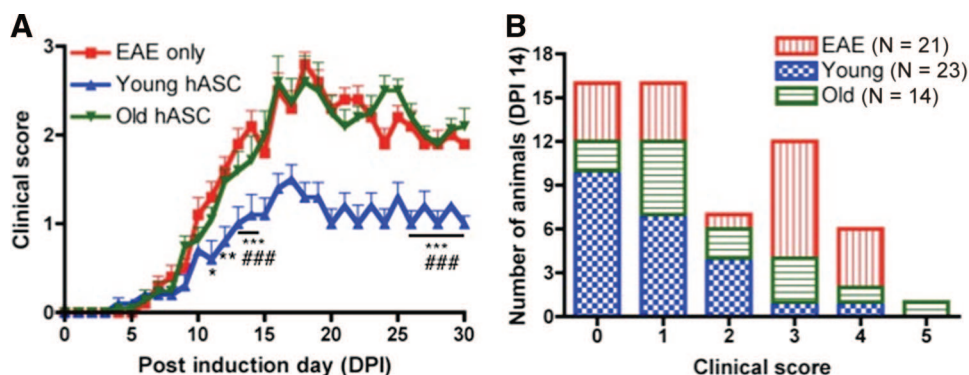 A
3
2
1
0
Clinical score
EAE only
Young hASC
Old hASC
*
**
***
###
***
###
0 5 10 15 20 25 30
Post induction day (DPI)
B
18
15
12
9
6
3
0
Number of animals (DPI 14)
EAE (N = 21)
Young (N = 23)
Old (N = 14)
0 1 2 3 4 5
Clinical score